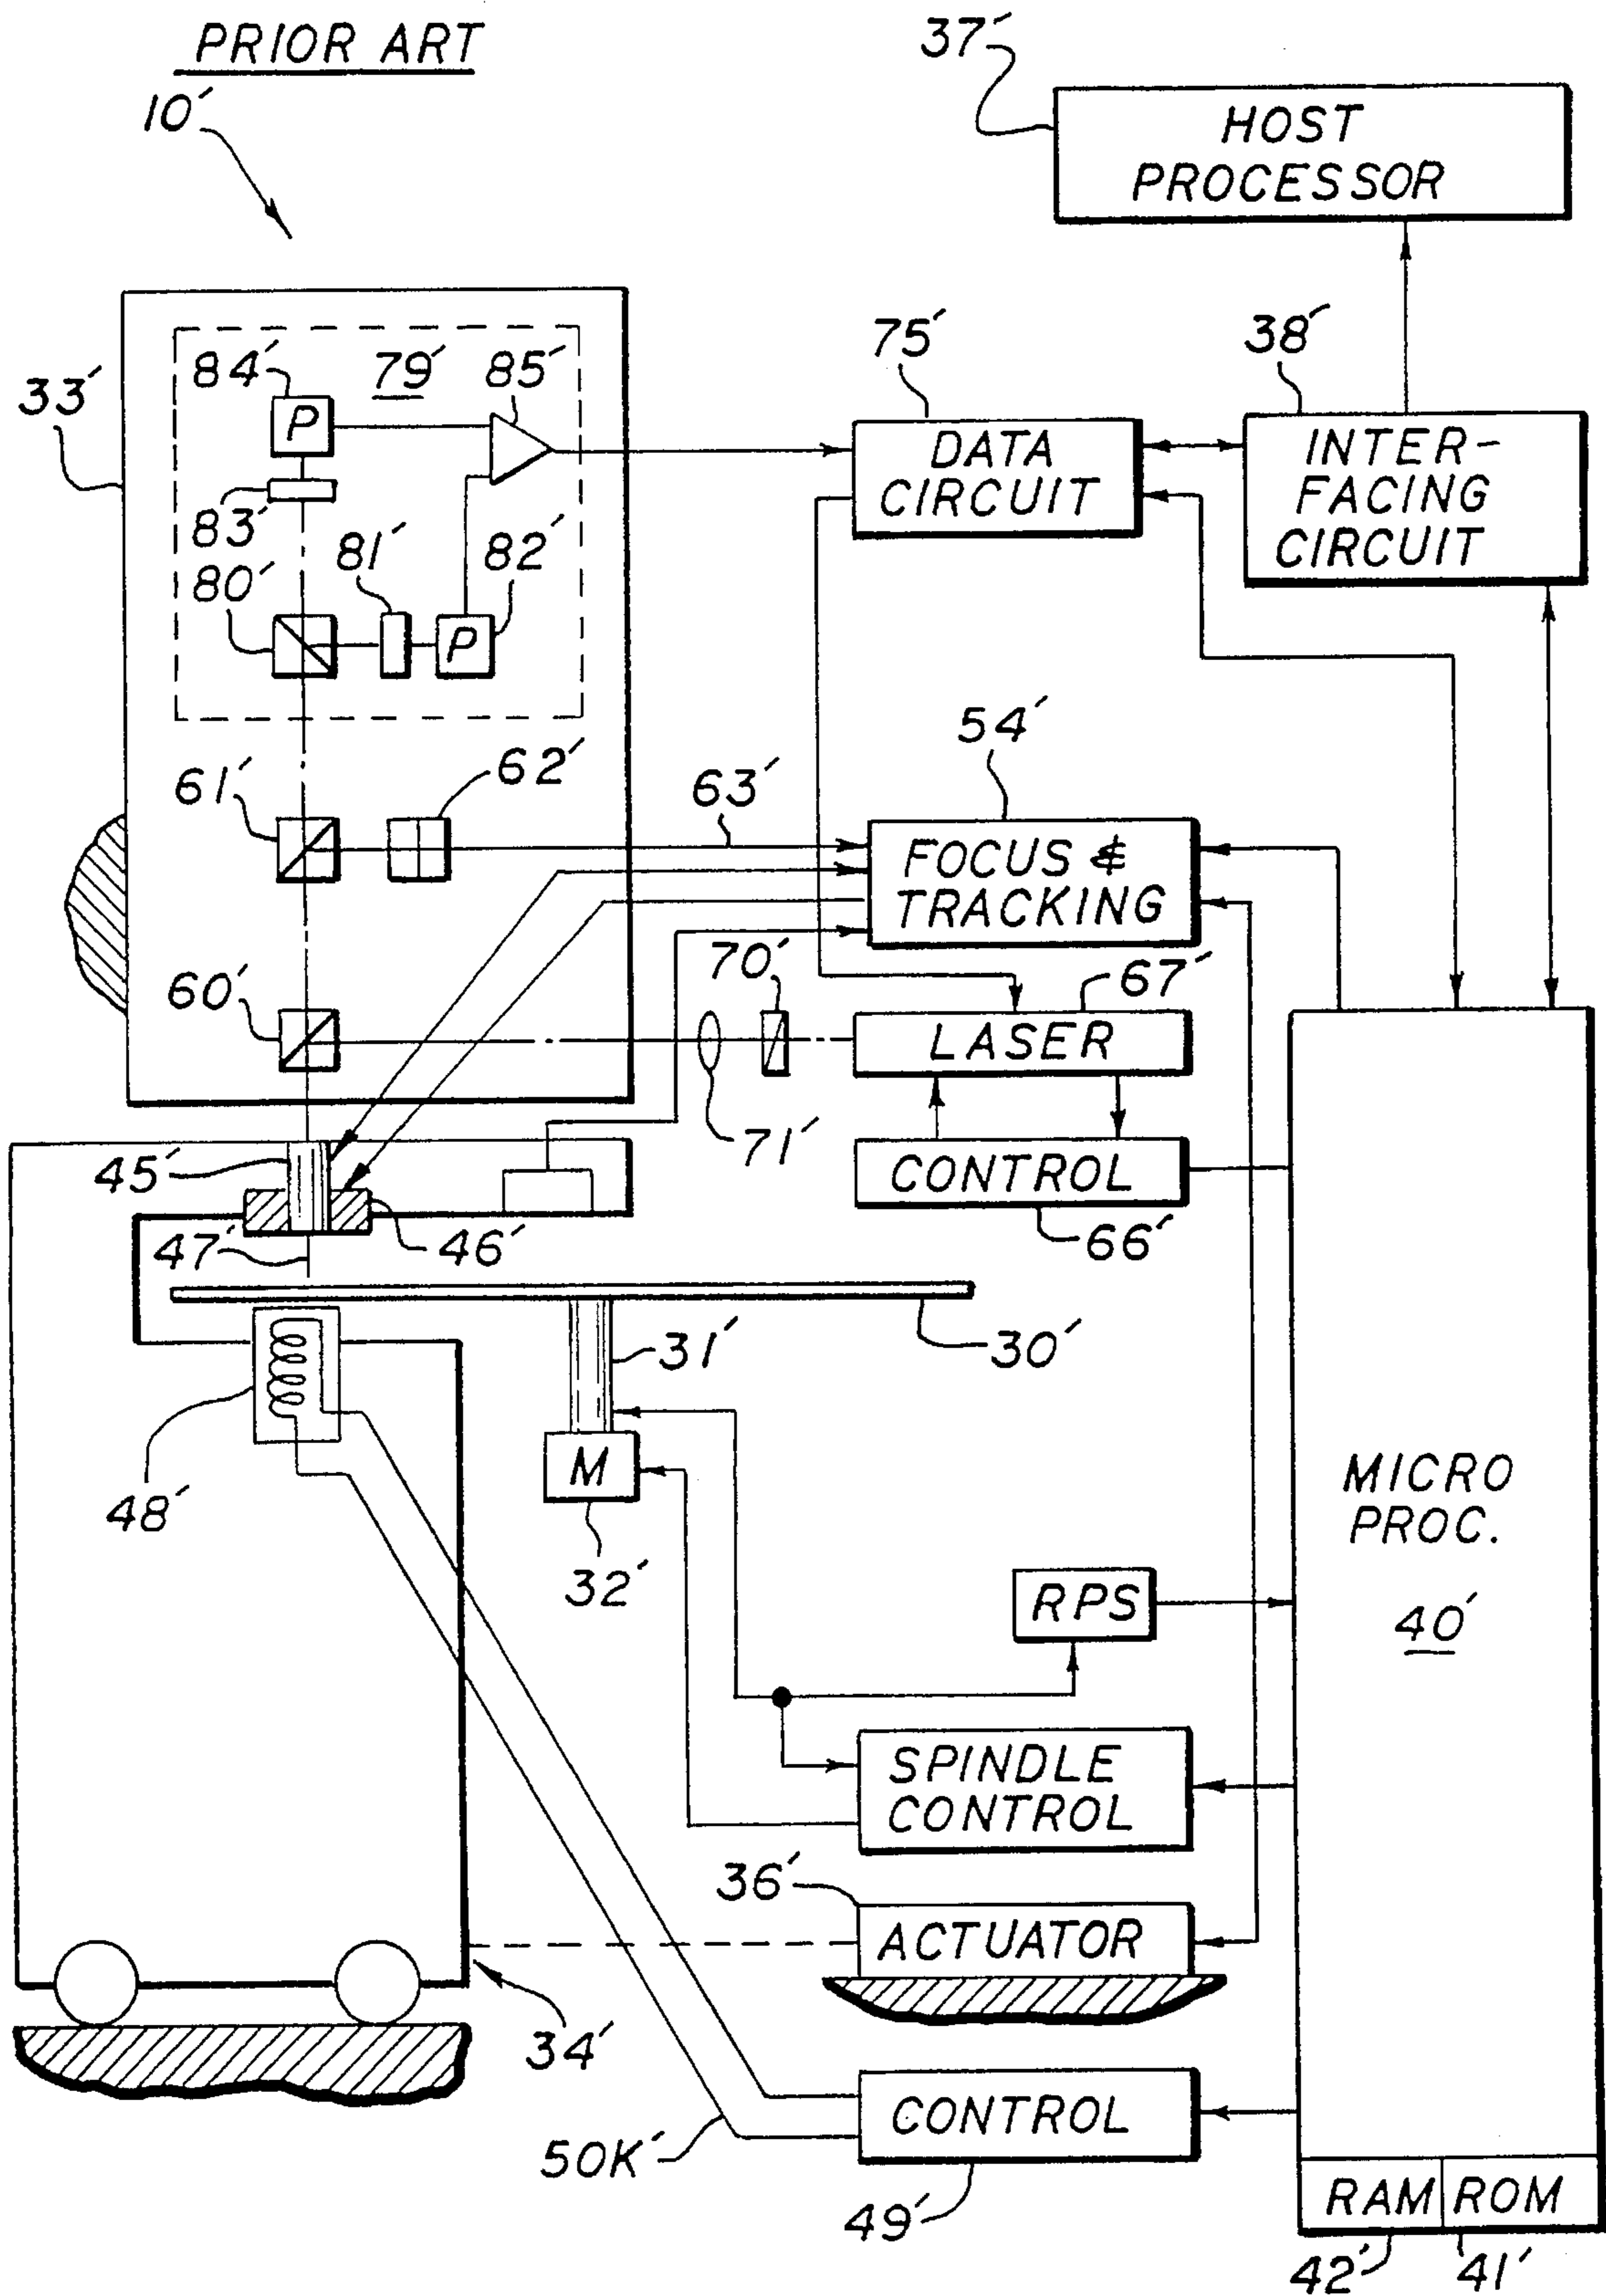 PRIOR ART
10′
37′
HOST
PROCESSOR
33′
84′
79′
85′
P
83′
81′
82′
80′
P
75′
DATA
CIRCUIT
38′
INTER-
FACING
CIRCUIT
61′
62′
63′
54′
FOCUS &
TRACKING
60′
70′
67′
LASER
71′
45′
CONTROL
66′
47′
46′
30′
31′
48′
M
32′
MICRO
PROC.
40′
RPS
SPINDLE
CONTROL
36′
ACTUATOR
34′
50K′
CONTROL
49′
RAM
ROM
42′
41′